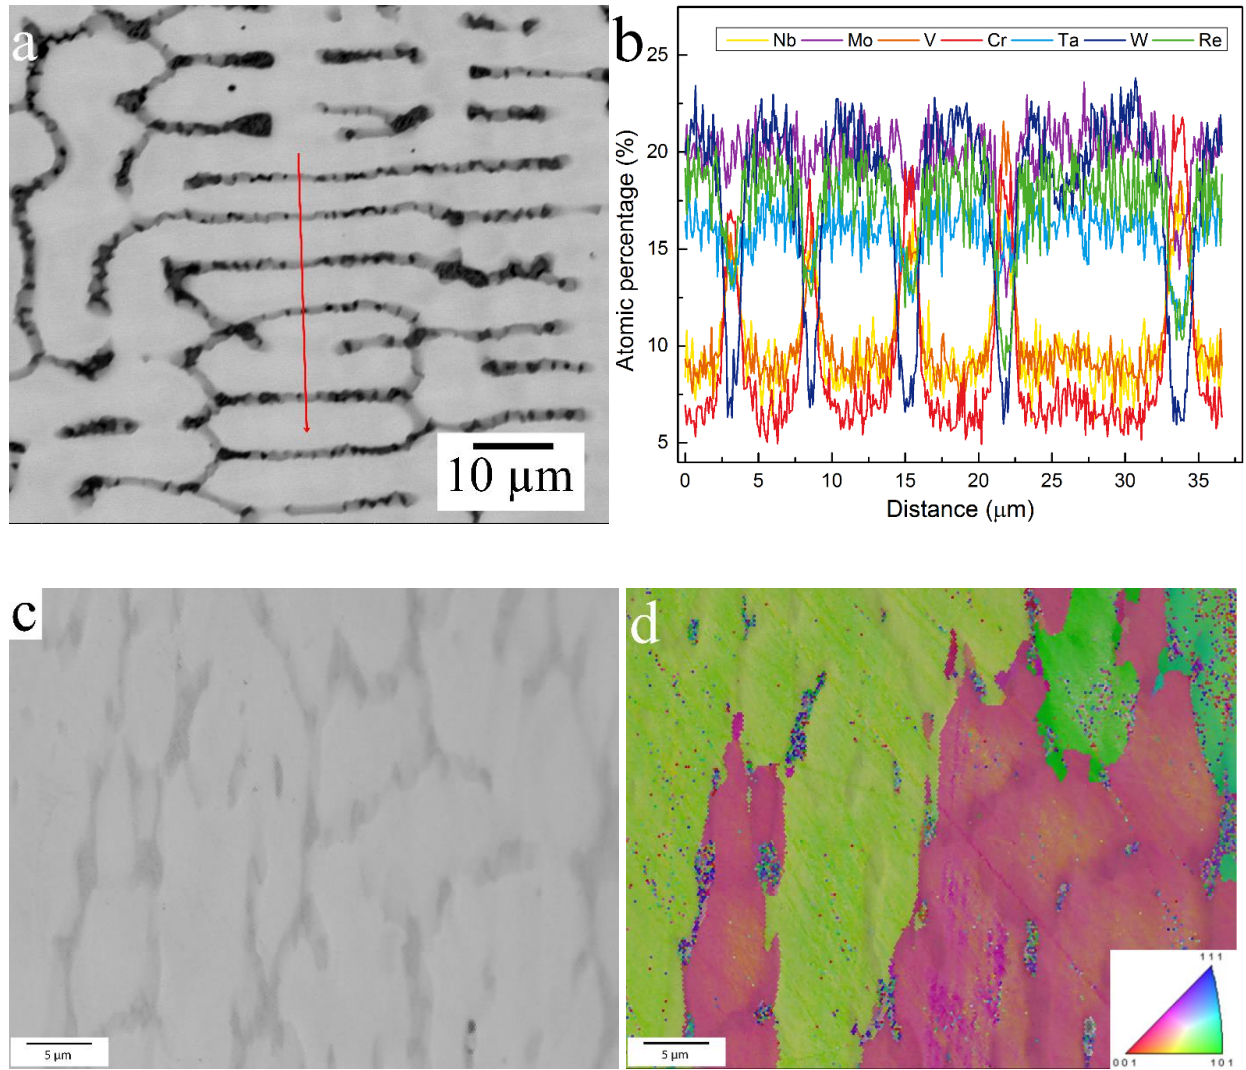 a
10 μm
b
Nb Mo V Cr Ta W Re
25
20
15
10
5
Atomic percentage (%)
0 5 10 15 20 25 30 35
Distance (μm)
c
5 μm
d
5 μm
111
001 101